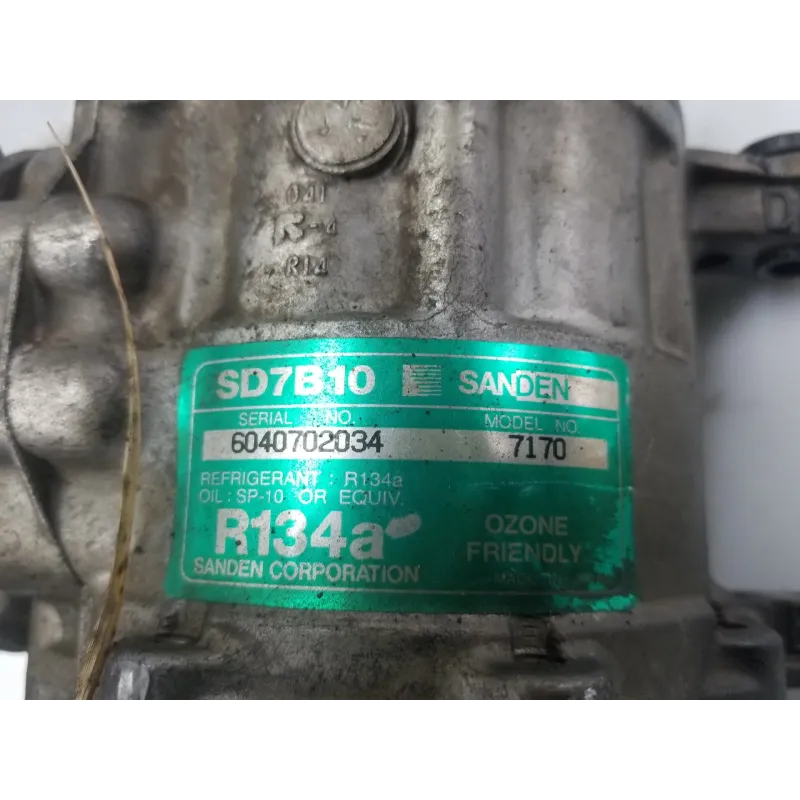 041
R-4
R14
SD7B10 SANDEN
SERIAL NO. MODEL NO.
6040702034 7170
REFRIGERANT : R134a
OIL : SP-10 OR EQUIV.
R134a OZONE
FRIENDLY
SANDEN CORPORATION